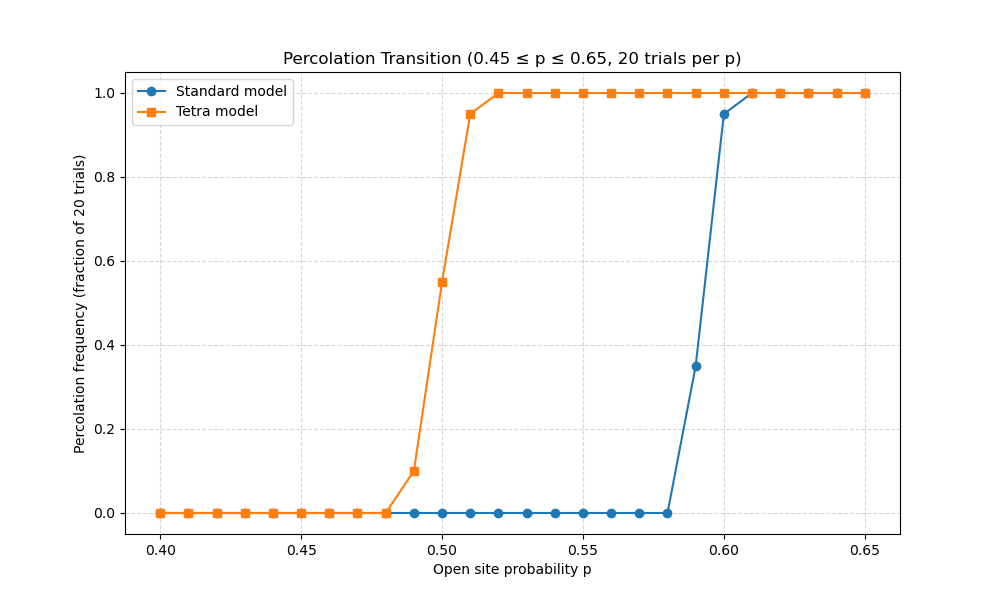 Percolation Transition (0.45 ≤ p ≤ 0.65, 20 trials per p)
Standard model
Tetra model
Percolation frequency (fraction of 20 trials)
1.0
0.8
0.6
0.4
0.2
0.0
0.40 0.45 0.50 0.55 0.60 0.65
Open site probability p